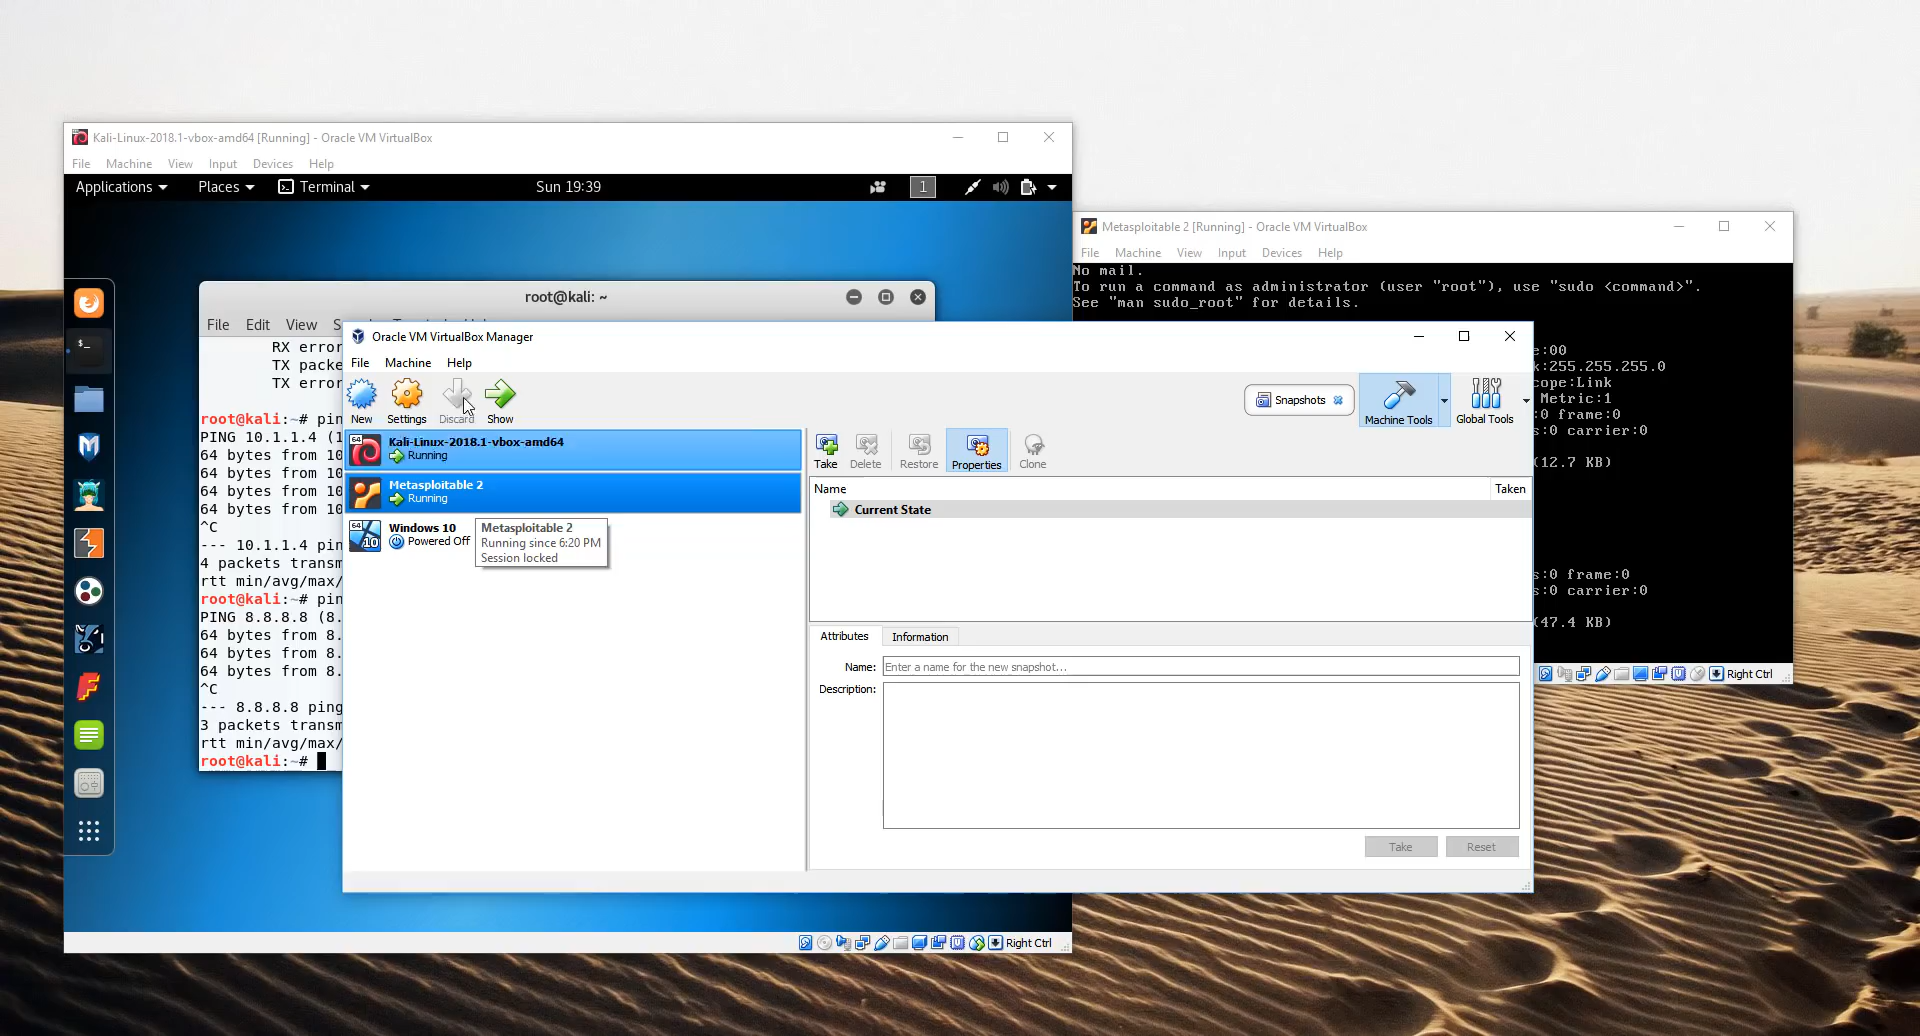 Kali-Linux-2018.1-vbox-amd64 [Running] - Oracle VM VirtualBox
File Machine View Input Devices Help
Applications Places Terminal Sun 19:39 1
root@kali: ~
File Edit View
RX error
TX packe
TX error
root@kali:~# pin
PING 10.1.1.4 (1
64 bytes from 10
64 bytes from 10
64 bytes from 10
64 bytes from 10
^C
--- 10.1.1.4 pin
4 packets transm
rtt min/avg/max/
root@kali:~# pin
PING 8.8.8.8 (8.
64 bytes from 8.
64 bytes from 8.
64 bytes from 8.
^C
--- 8.8.8.8 ping
3 packets transm
rtt min/avg/max/
root@kali:~#
Right Ctrl
Metasploitable 2 [Running] - Oracle VM VirtualBox
File Machine View Input Devices Help
No mail.
To run a command as administrator (user "root"), use "sudo <command>".
See "man sudo_root" for details.
e:00
k:255.255.255.0
cope:Link
Metric:1
:0 frame:0
:0 carrier:0
(12.7 KB)
s:0 frame:0
s:0 carrier:0
(47.4 KB)
Right Ctrl
Oracle VM VirtualBox Manager
File Machine Help
New Settings Discard Show
Snapshots Machine Tools Global Tools
64 Kali-Linux-2018.1-vbox-amd64
Running
Metasploitable 2
Running
64 Windows 10
10 Powered Off
Metasploitable 2
Running since 6:20 PM
Session locked
Take Delete Restore Properties Clone
Name Taken
Current State
Attributes Information
Name: Enter a name for the new snapshot...
Description:
Take Reset